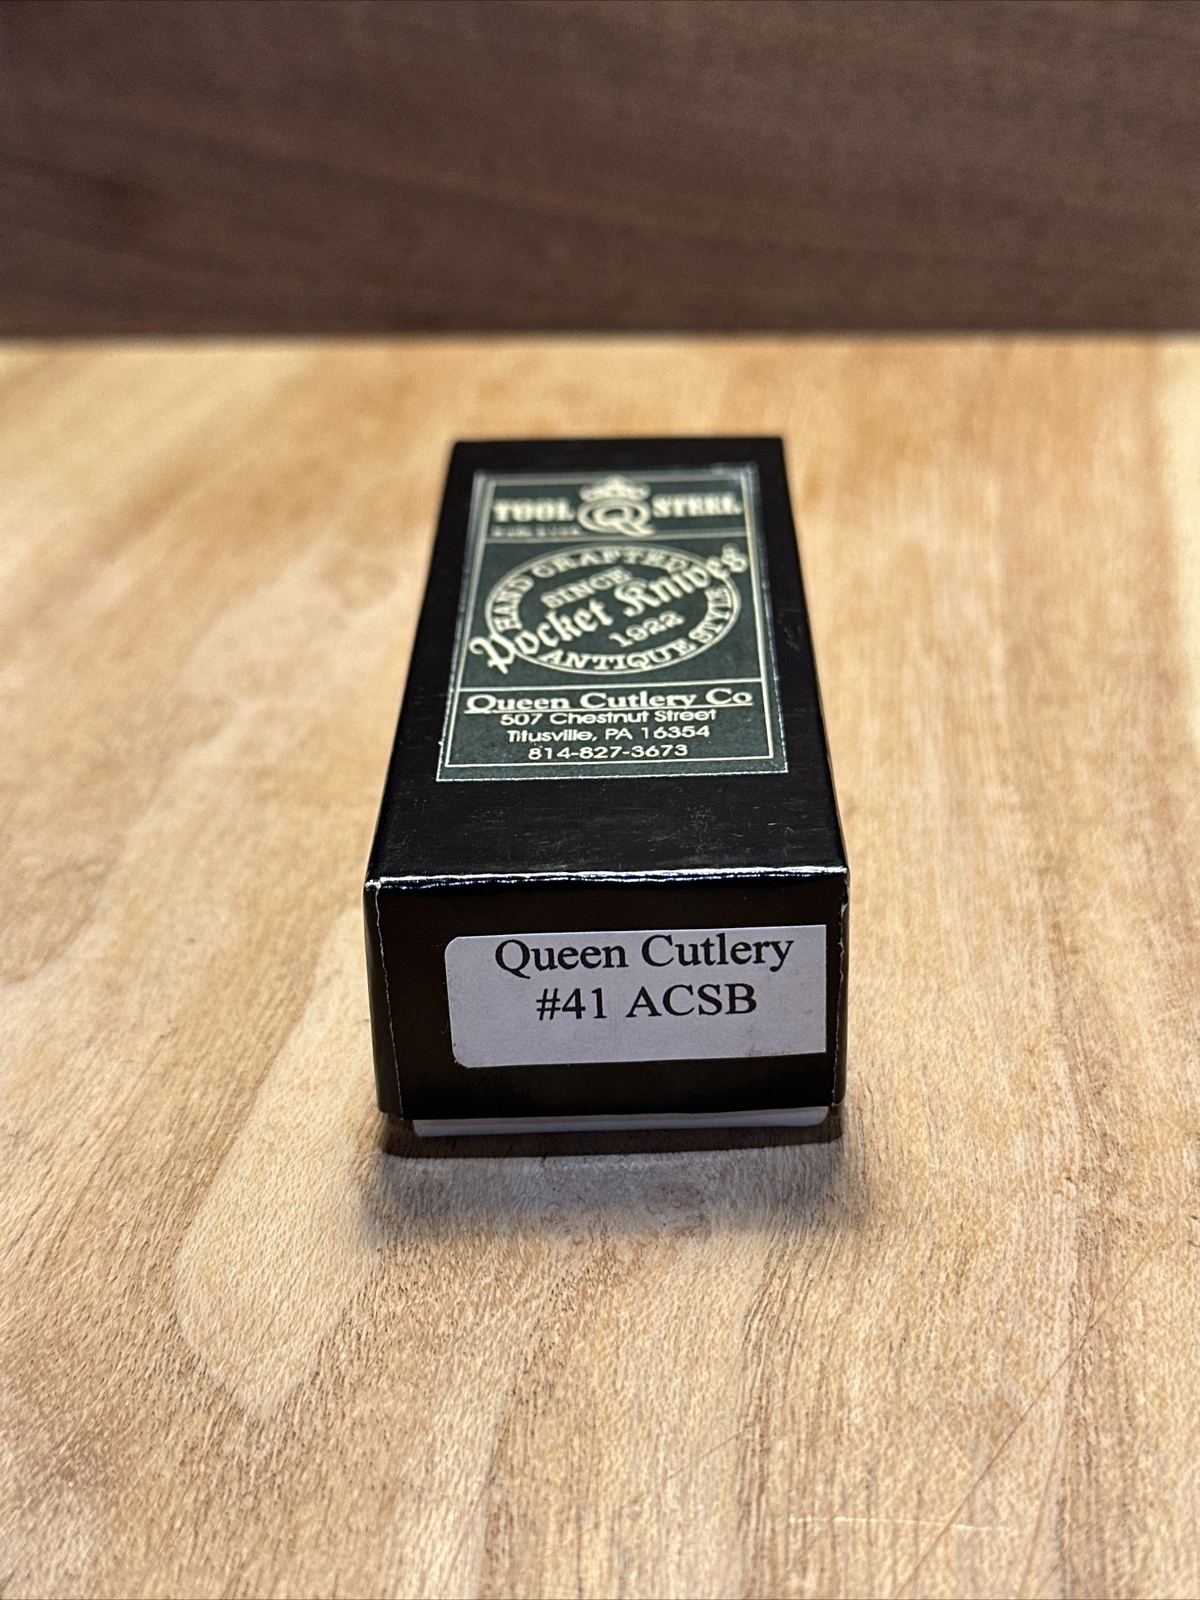 TOOL Q STEEL
HAND CRAFTED
SINCE
Pocket Knives
1922
ANTIQUE STYLE
Queen Cutlery Co
507 Chestnut Street
Titusville, PA 16354
814-827-3673
Queen Cutlery
#41 ACSB